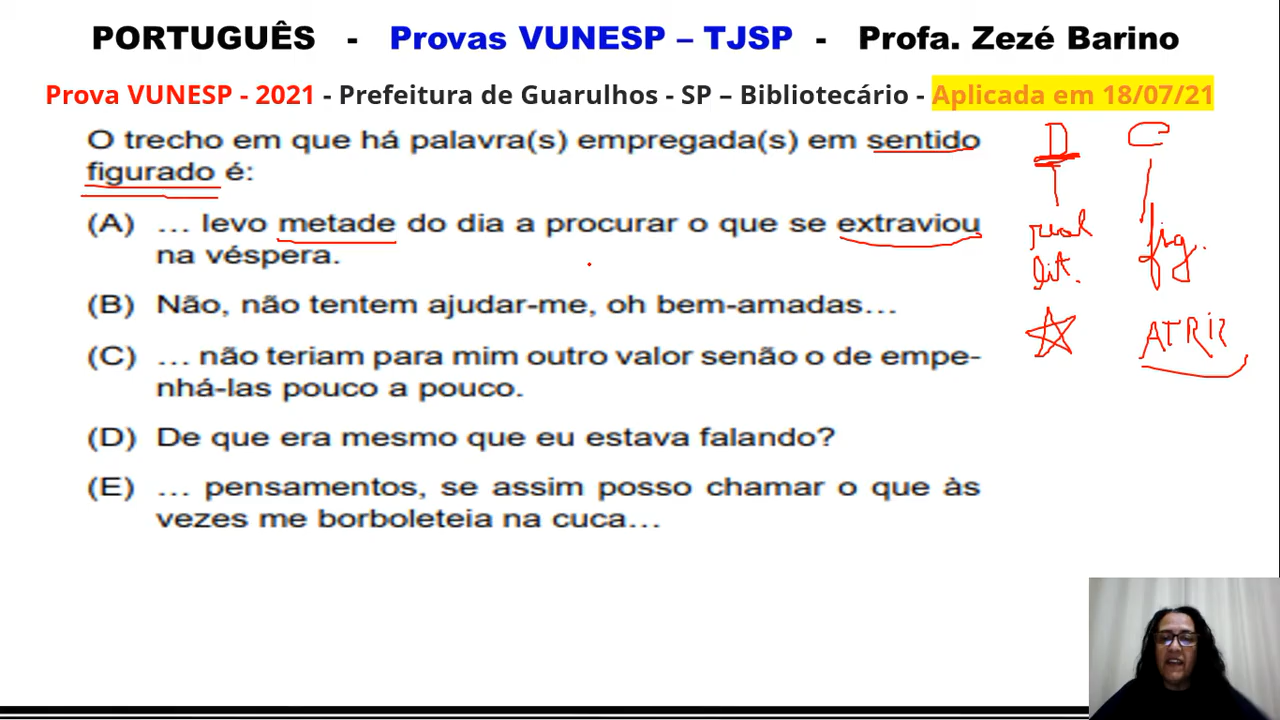 PORTUGUÊS - Provas VUNESP – TJSP - Profa. Zezé Barino
Prova VUNESP - 2021 - Prefeitura de Guarulhos - SP – Bibliotecário - Aplicada em 18/07/21
O trecho em que há palavra(s) empregada(s) em sentido
figurado é:
(A) … levo metade do dia a procurar o que se extraviou
na véspera.
(B) Não, não tentem ajudar-me, oh bem-amadas…
(C) … não teriam para mim outro valor senão o de empe-
nhá-las pouco a pouco.
(D) De que era mesmo que eu estava falando?
(E) … pensamentos, se assim posso chamar o que às
vezes me borboleteia na cuca…
D C
real fig.
lit.
ATRIZ